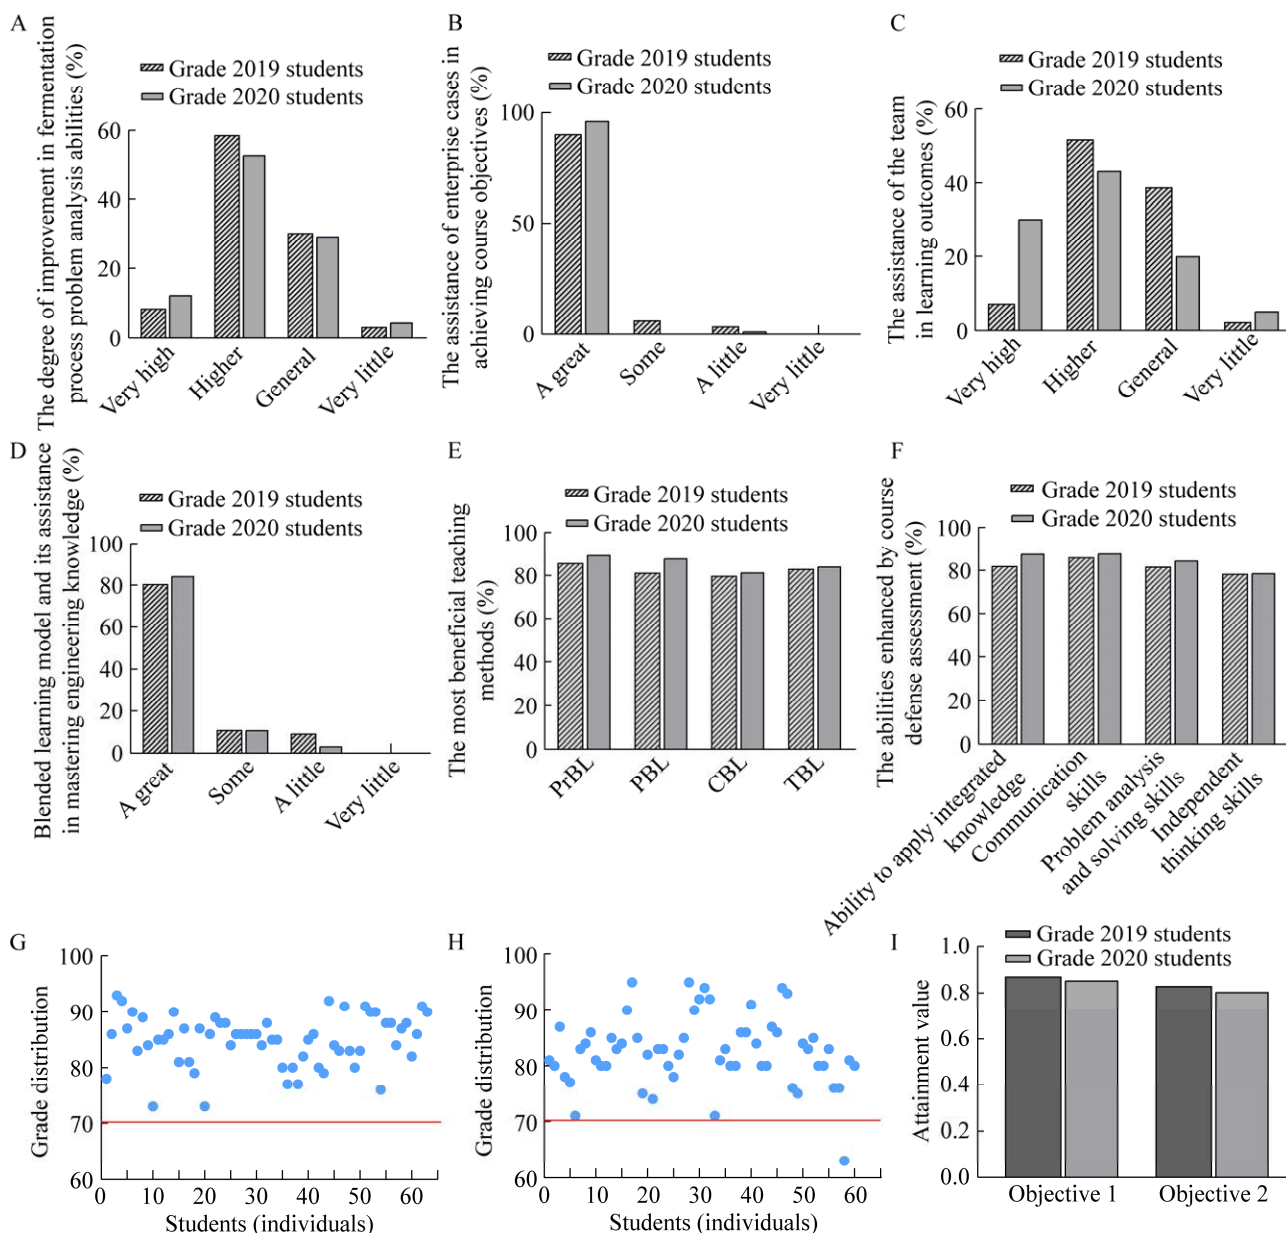 A
The degree of improvement in fermentation
process problem analysis abilities (%)
Grade 2019 students
Grade 2020 students
60
40
20
0
Very high
Higher
General
Very little
B
The assistance of enterprise cases in
achieving course objectives (%)
Grade 2019 students
Grade 2020 students
100
50
0
A great
Some
A little
Very little
C
The assistance of the team
in learning outcomes (%)
Grade 2019 students
Grade 2020 students
60
40
20
0
Very high
Higher
General
Very little
D
Blended learning model and its assistance
in mastering engineering knowledge (%)
Grade 2019 students
Grade 2020 students
100
80
60
40
20
0
A great
Some
A little
Very little
E
The most beneficial teaching
methods (%)
Grade 2019 students
Grade 2020 students
100
80
60
40
20
0
PrBL
PBL
CBL
TBL
F
The abilities enhanced by course
defense assessment (%)
Grade 2019 students
Grade 2020 students
100
80
60
40
20
0
Ability to apply integrated
knowledge
Communication
skills
Problem analysis
and solving skills
Independent
thinking skills
G
Grade distribution
100
90
80
70
60
0 10 20 30 40 50 60
Students (individuals)
H
Grade distribution
100
90
80
70
60
0 10 20 30 40 50 60
Students (individuals)
I
Attainment value
Grade 2019 students
Grade 2020 students
1.0
0.8
0.6
0.4
0.2
0.0
Objective 1 Objective 2